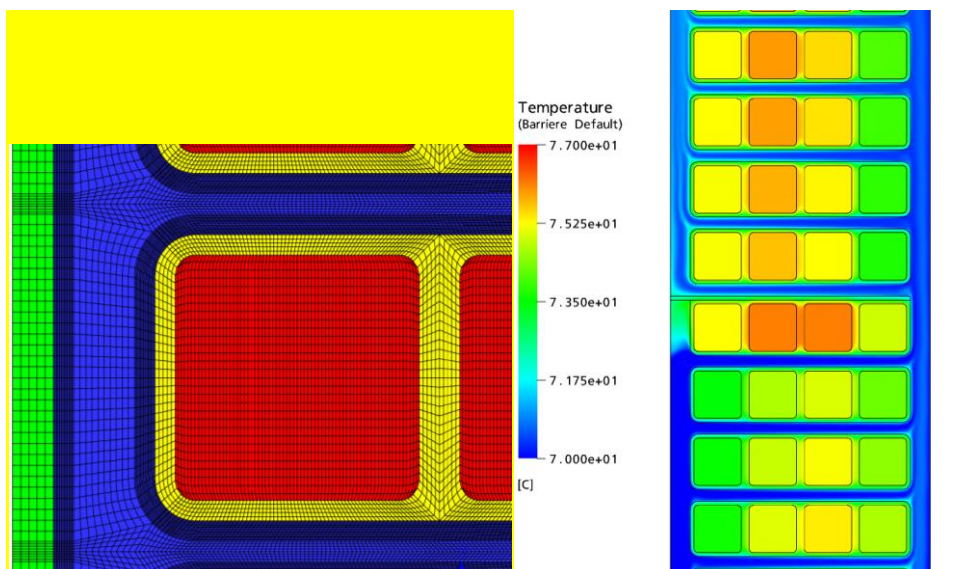 Temperature
(Barriere Default)
7.700e+01
7.525e+01
7.350e+01
7.175e+01
7.000e+01
[C]